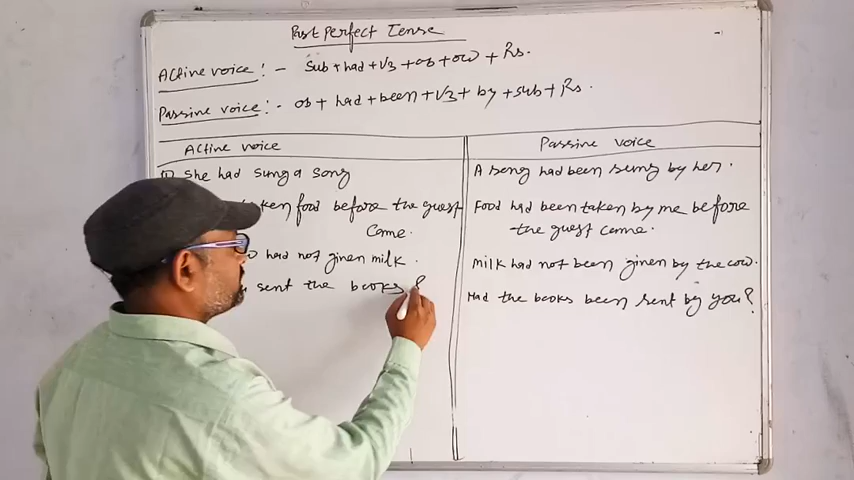 Past Perfect Tense
Active voice :- Sub + had + V3 + ob + ow + Rs.
Passive voice :- ob + had + been + V3 + by + sub + Rs.
Active voice
Passive voice
① She had sung a song
A song had been sung by her.
taken food before the guest
came.
Food had been taken by me before
the guest came.
had not given milk.
Milk had not been given by the cow.
sent the books?
Had the books been sent by you?